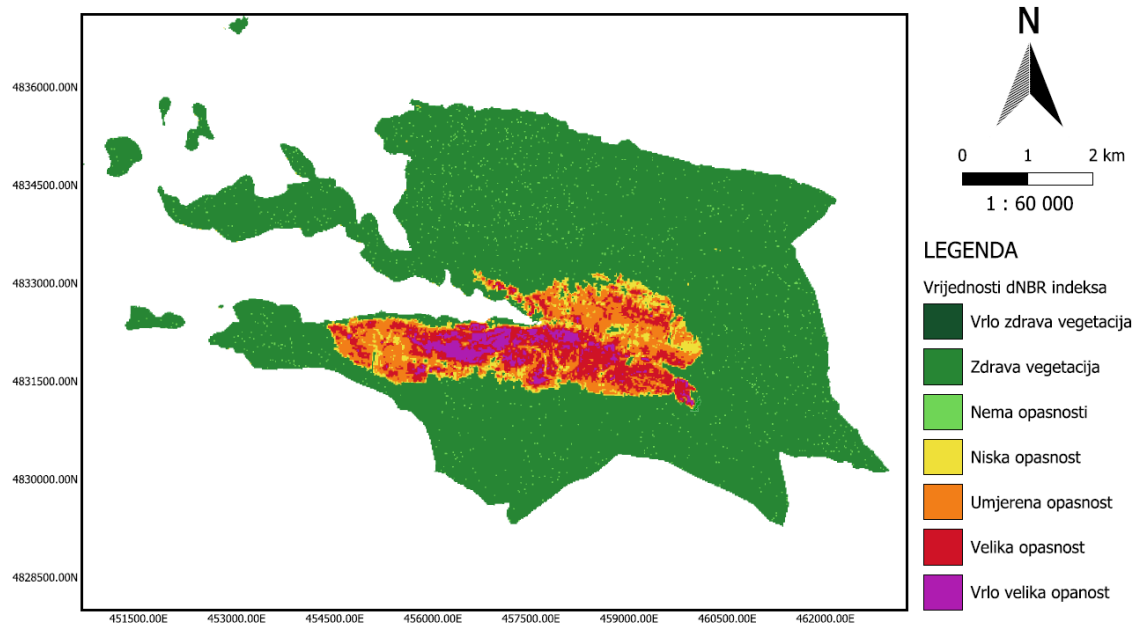 N
0 1 2 km
1 : 60 000
LEGENDA
Vrijednosti dNBR indeksa
Vrlo zdrava vegetacija
Zdrava vegetacija
Nema opasnosti
Niska opasnost
Umjerena opasnost
Velika opasnost
Vrlo velika opanost
4836000.00N
4834500.00N
4833000.00N
4831500.00N
4830000.00N
4828500.00N
451500.00E 453000.00E 454500.00E 456000.00E 457500.00E 459000.00E 460500.00E 462000.00E